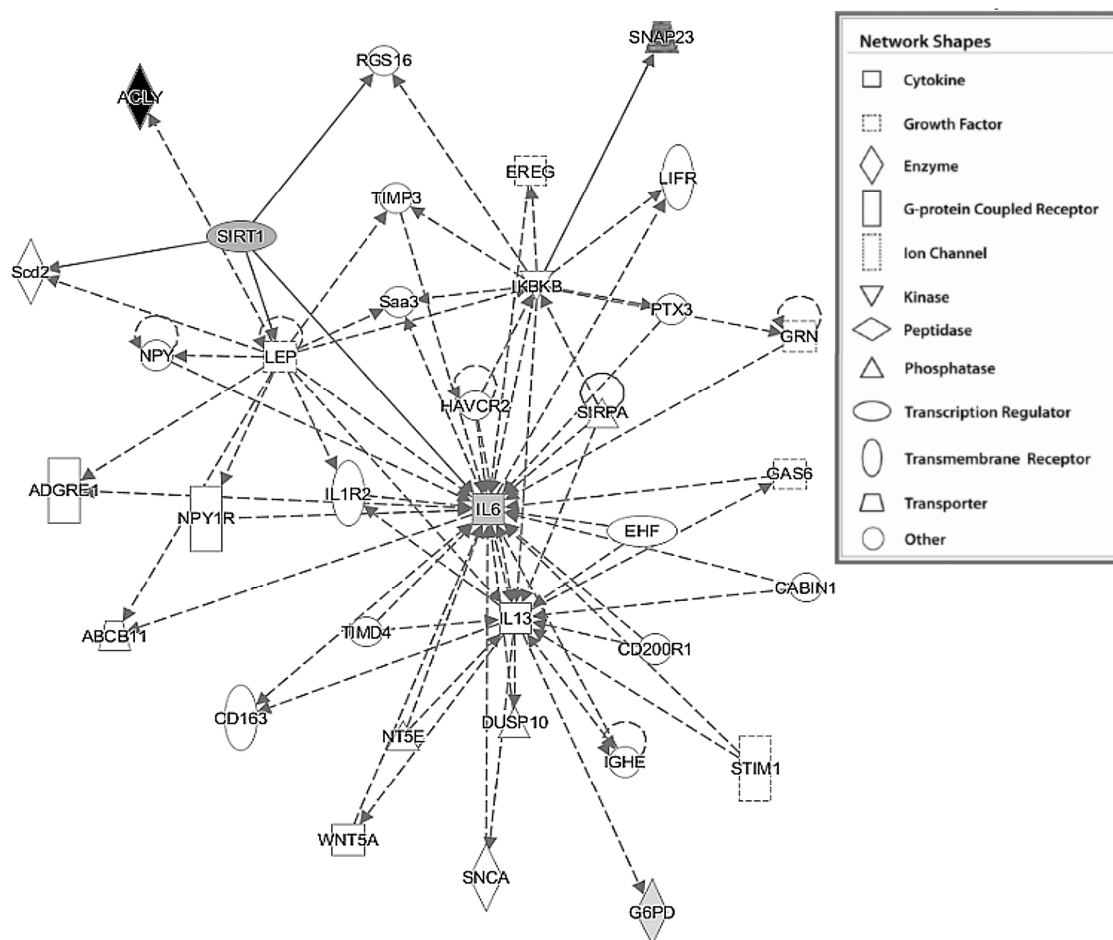 SNAP23
RGS16
ACLY
EREG
LIFR
TIMP3
SIRT1
Scd2
IKBKB
Saa3
PTX3
GRN
NPY
LEP
HAVCR2
SIRPA
GAS6
ADGRE1
IL1R2
NPY1R
IL6
EHF
CABIN1
IL13
TIMD4
ABCB11
CD200R1
CD163
DUSP10
NT5E
IGHE
STIM1
WNT5A
SNCA
G6PD
Network Shapes
Cytokine
Growth Factor
Enzyme
G-protein Coupled Receptor
Ion Channel
Kinase
Peptidase
Phosphatase
Transcription Regulator
Transmembrane Receptor
Transporter
Other